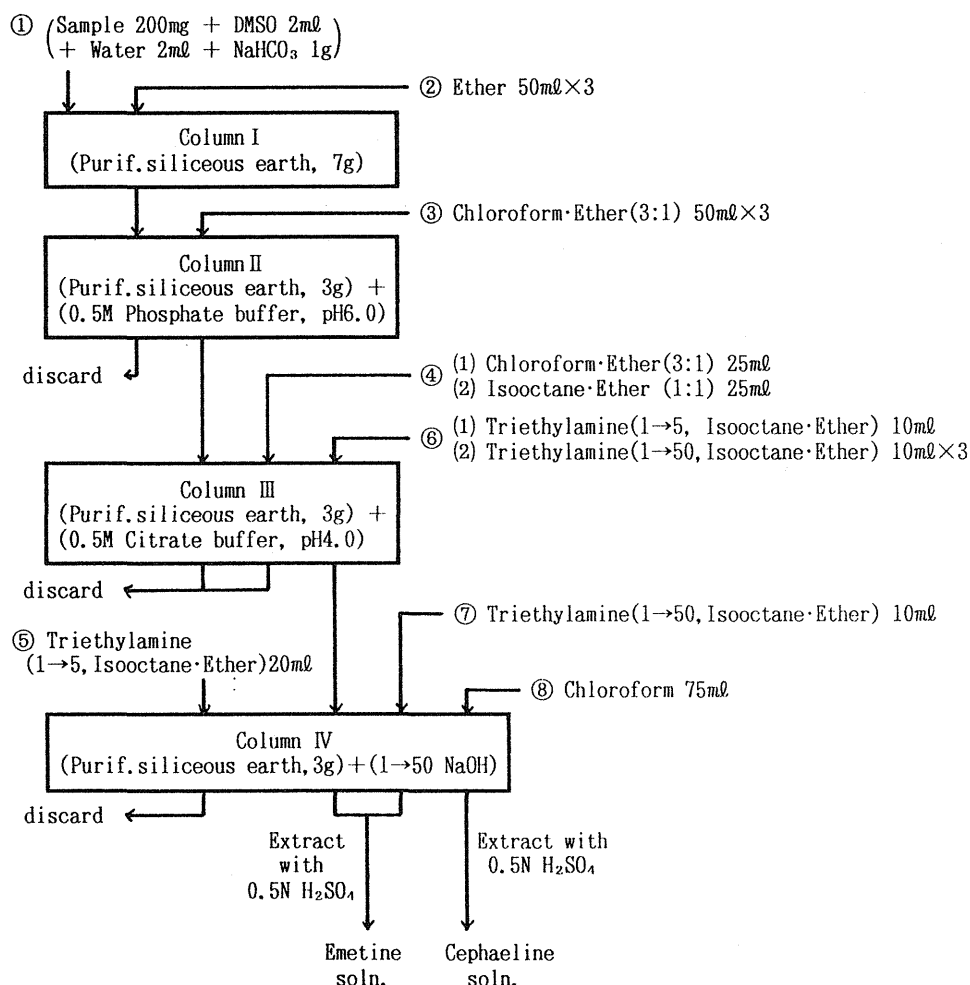 ① (Sample 200mg + DMSO 2mℓ
+ Water 2mℓ + NaHCO₃ 1g)
② Ether 50mℓ×3
Column I
(Purif.siliceous earth, 7g)
③ Chloroform·Ether(3:1) 50mℓ×3
Column II
(Purif.siliceous earth, 3g) +
(0.5M Phosphate buffer, pH6.0)
discard
④ (1) Chloroform·Ether(3:1) 25mℓ
(2) Isooctane·Ether (1:1) 25mℓ
⑥ (1) Triethylamine(1→5, Isooctane·Ether) 10mℓ
(2) Triethylamine(1→50, Isooctane·Ether) 10mℓ×3
Column III
(Purif.siliceous earth, 3g) +
(0.5M Citrate buffer, pH4.0)
discard
⑦ Triethylamine(1→50, Isooctane·Ether) 10mℓ
⑤ Triethylamine
(1→5, Isooctane·Ether)20mℓ
⑧ Chloroform 75mℓ
Column IV
(Purif.siliceous earth,3g)+(1→50 NaOH)
discard
Extract
with
0.5N H₂SO₄
Extract with
0.5N H₂SO₄
Emetine
soln.
Cephaeline
soln.